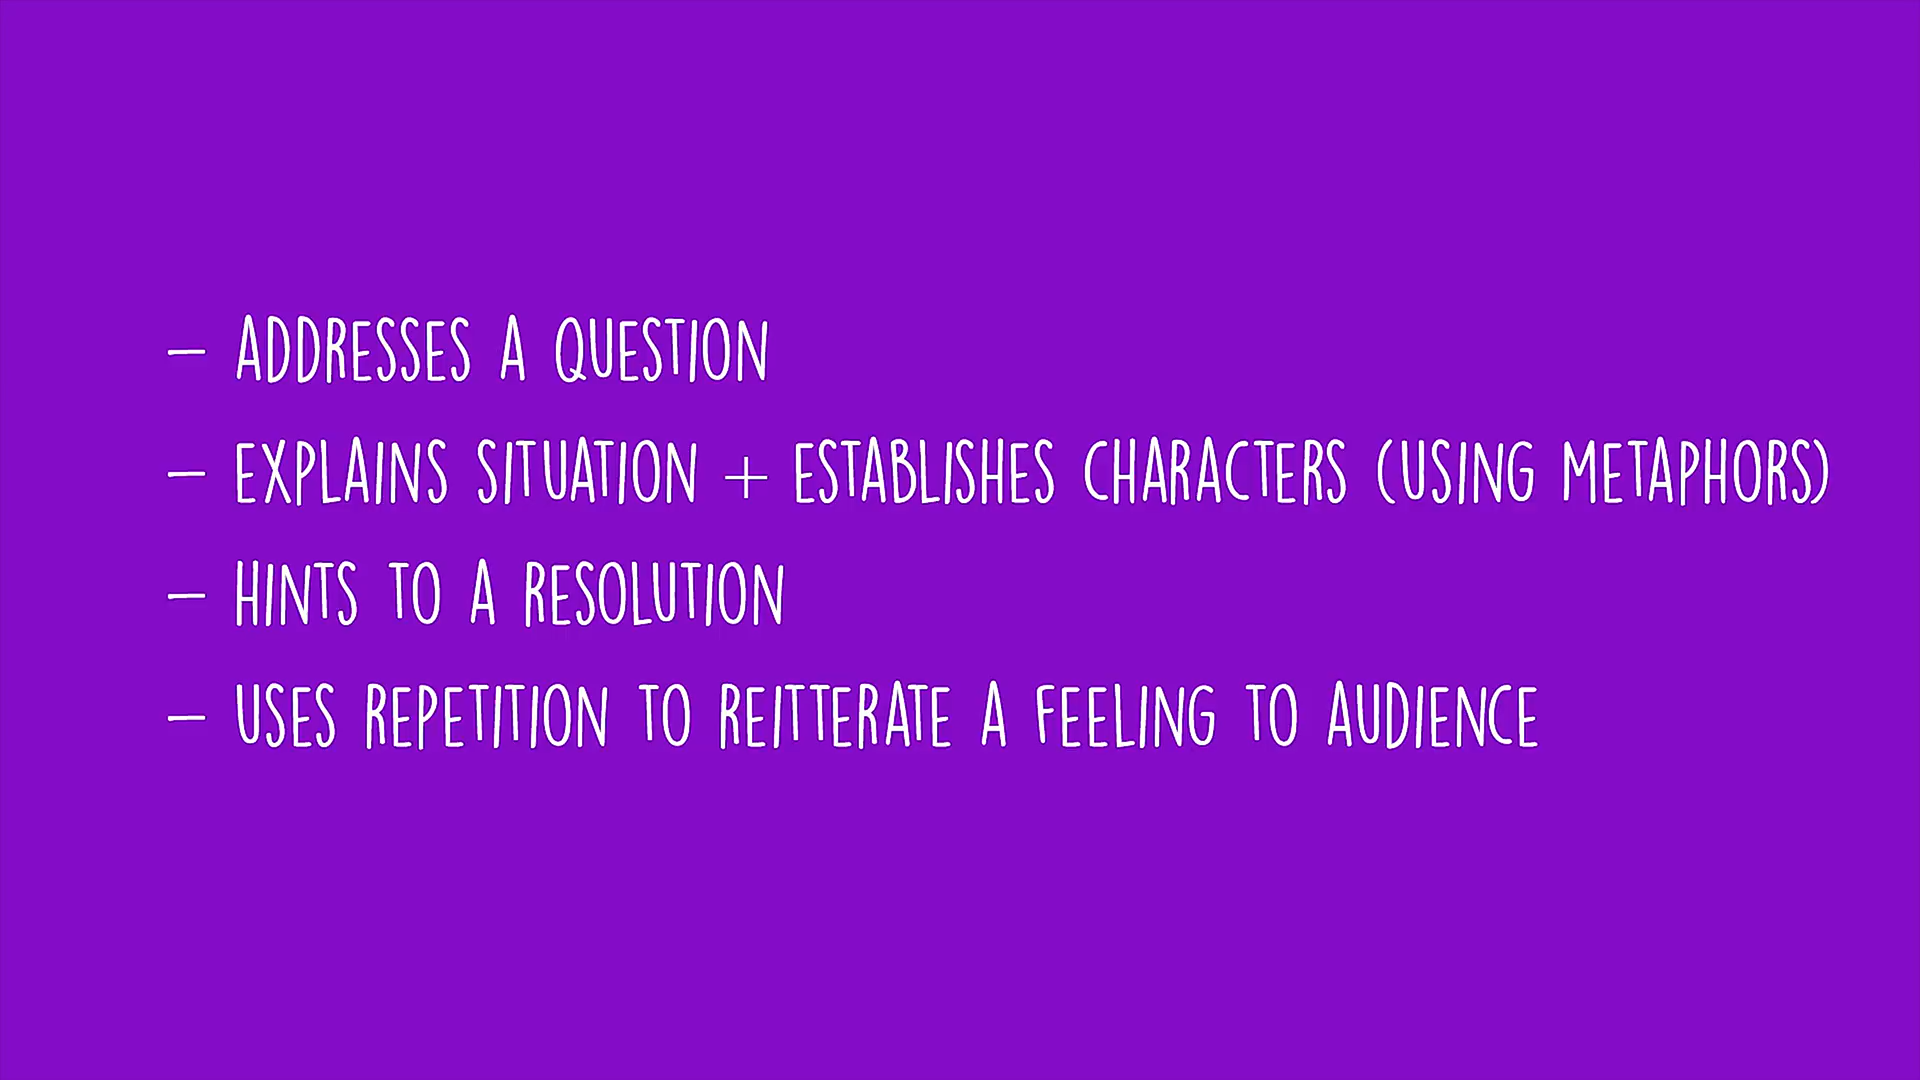 – ADDRESSES A QUESTION
– EXPLAINS SITUATION + ESTABLISHES CHARACTERS (USING METAPHORS)
– HINTS TO A RESOLUTION
– USES REPETITION TO REITTERATE A FEELING TO AUDIENCE